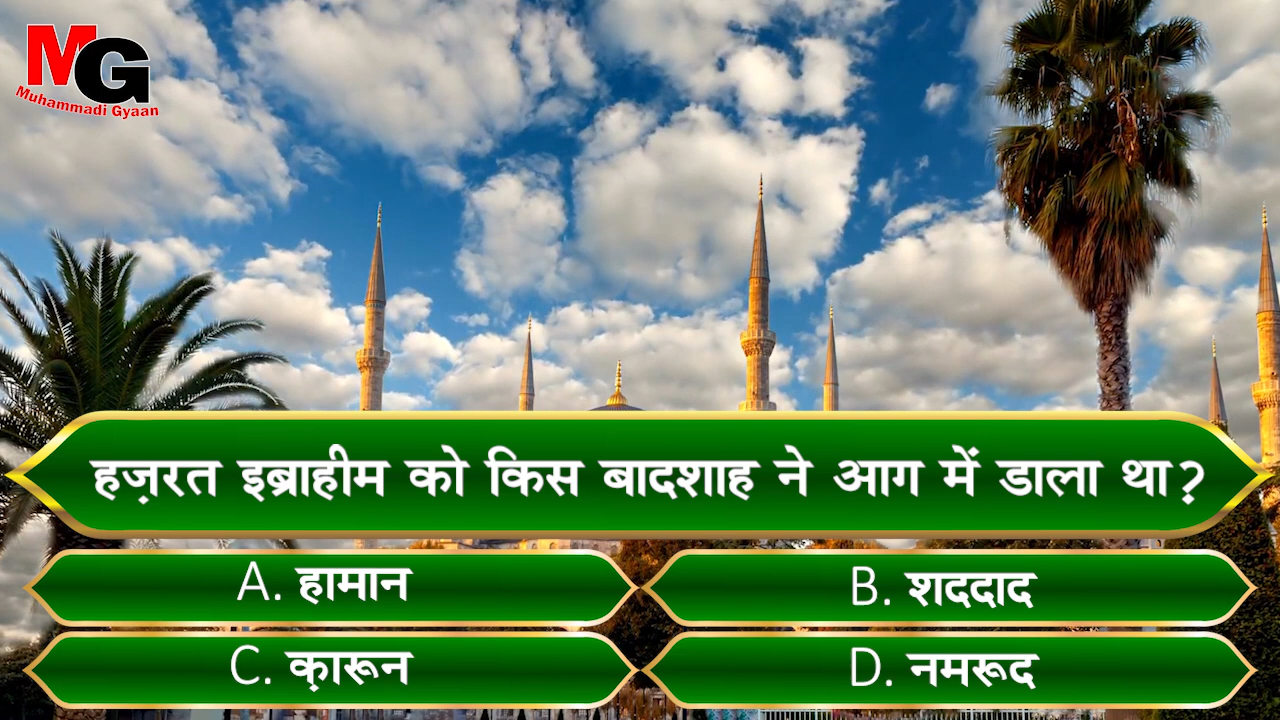 MG
Muhammadi Gyaan
हज़रत इब्राहीम को किस बादशाह ने आग में डाला था?
A. हामान
B. शददाद
C. क़ारून
D. नमरूद